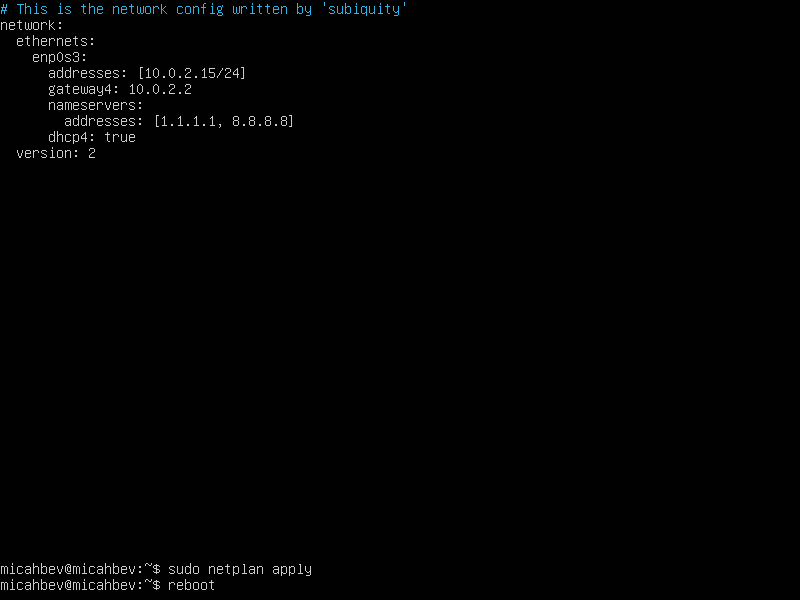 # This is the network config written by 'subiquity'
network:
  ethernets:
    enp0s3:
      addresses: [10.0.2.15/24]
      gateway4: 10.0.2.2
      nameservers:
        addresses: [1.1.1.1, 8.8.8.8]
      dhcp4: true
  version: 2
micahbev@micahbev:~$ sudo netplan apply
micahbev@micahbev:~$ reboot